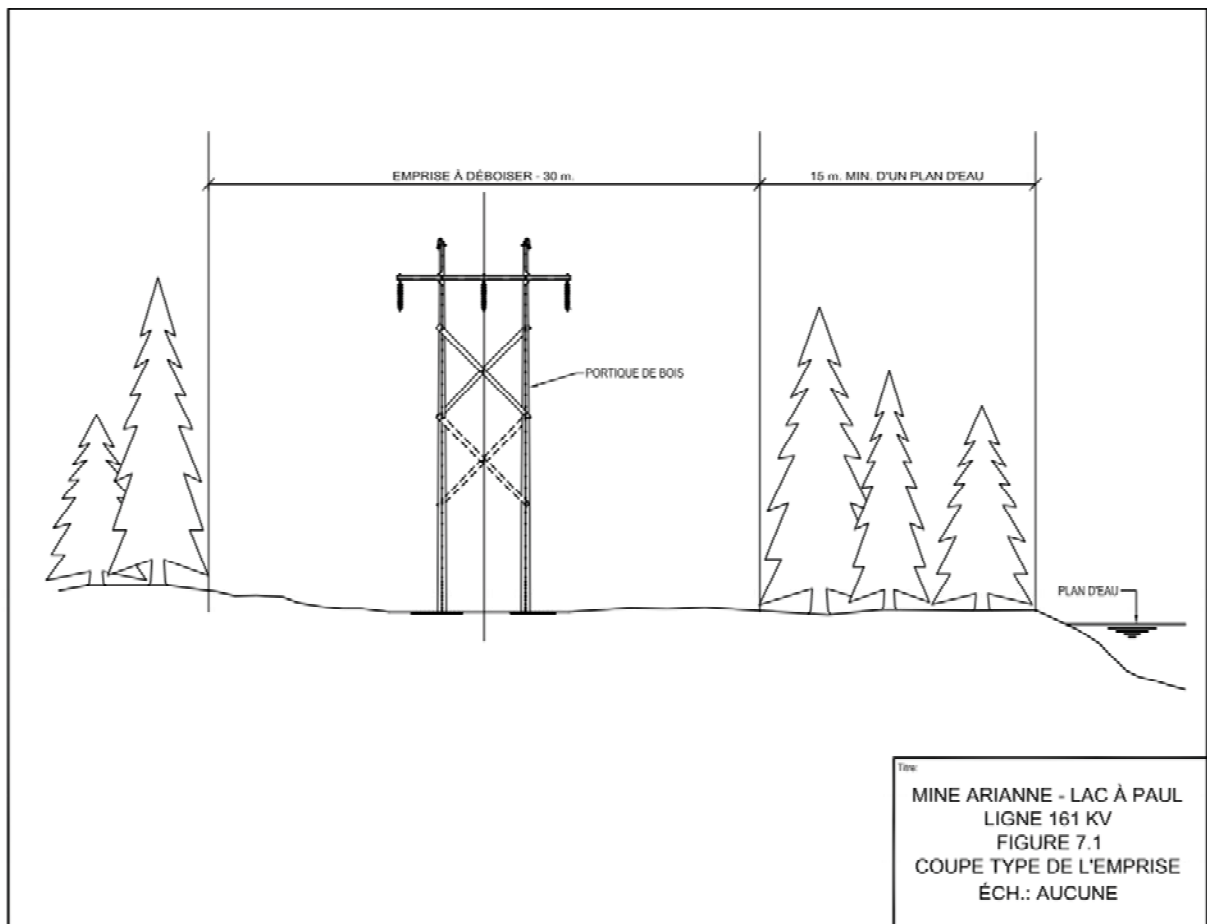 EMPRISE À DÉBOISER - 30 m.
15 m. MIN. D'UN PLAN D'EAU
PORTIQUE DE BOIS
PLAN D'EAU
Titre:
MINE ARIANNE - LAC À PAUL
LIGNE 161 KV
FIGURE 7.1
COUPE TYPE DE L'EMPRISE
ÉCH.: AUCUNE